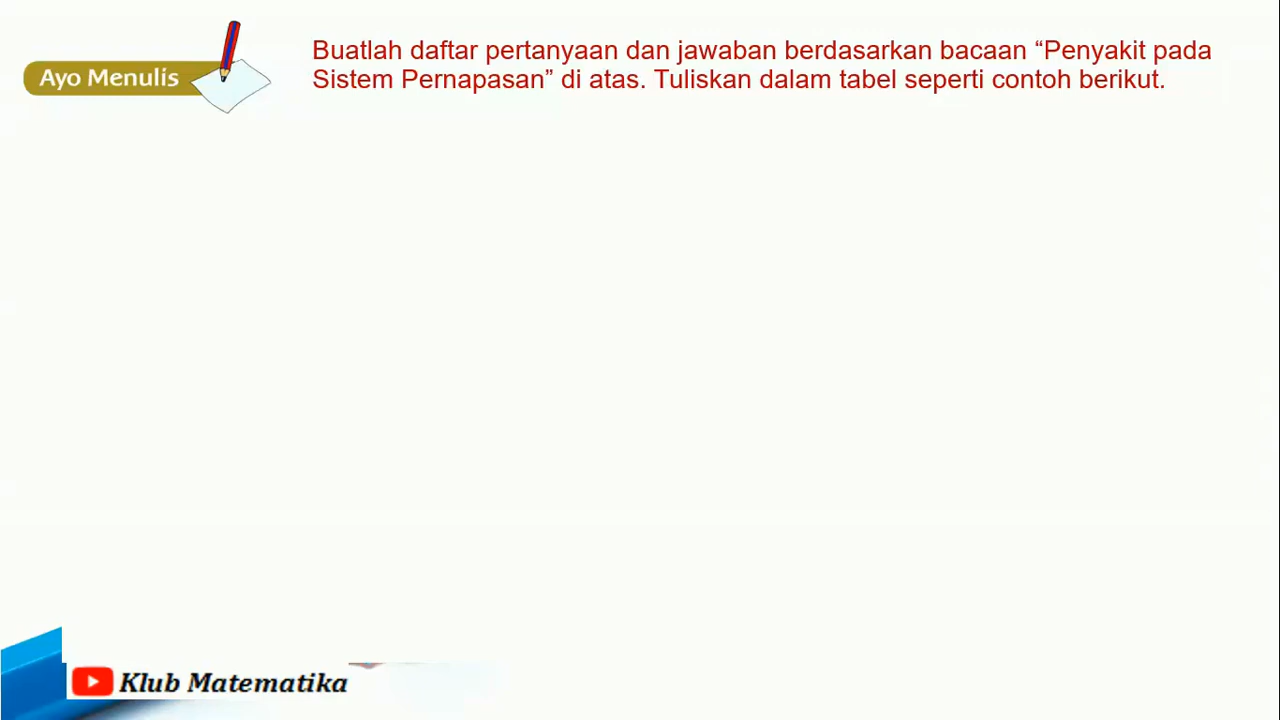 Ayo Menulis
Buatlah daftar pertanyaan dan jawaban berdasarkan bacaan “Penyakit pada
Sistem Pernapasan” di atas. Tuliskan dalam tabel seperti contoh berikut.
Klub Matematika